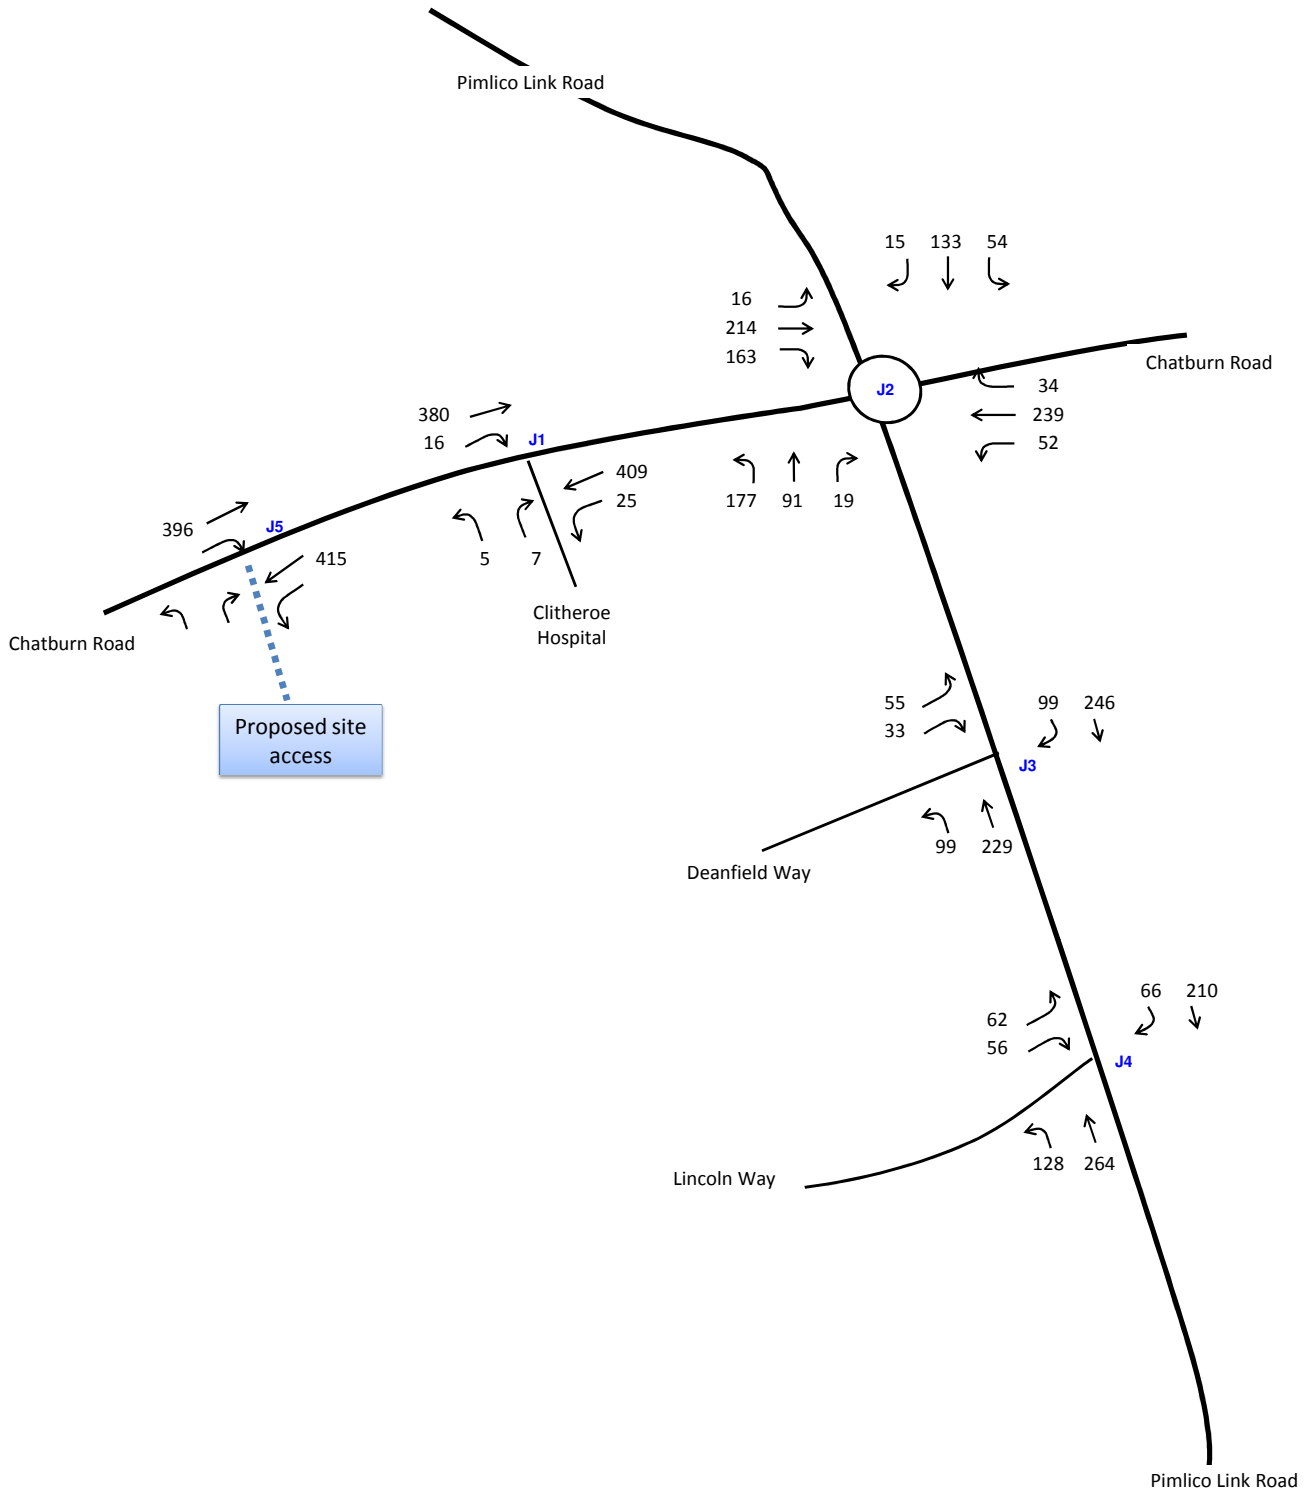 Pimlico Link Road
15 133 54
16
214
163
Chatburn Road
J2
34
239
52
380
16
J1
409
25
177 91 19
396
J5
415
5 7
Clitheroe
Hospital
Chatburn Road
Proposed site
access
55
33
99 246
J3
99 229
Deanfield Way
66 210
62
56
J4
128 264
Lincoln Way
Pimlico Link Road